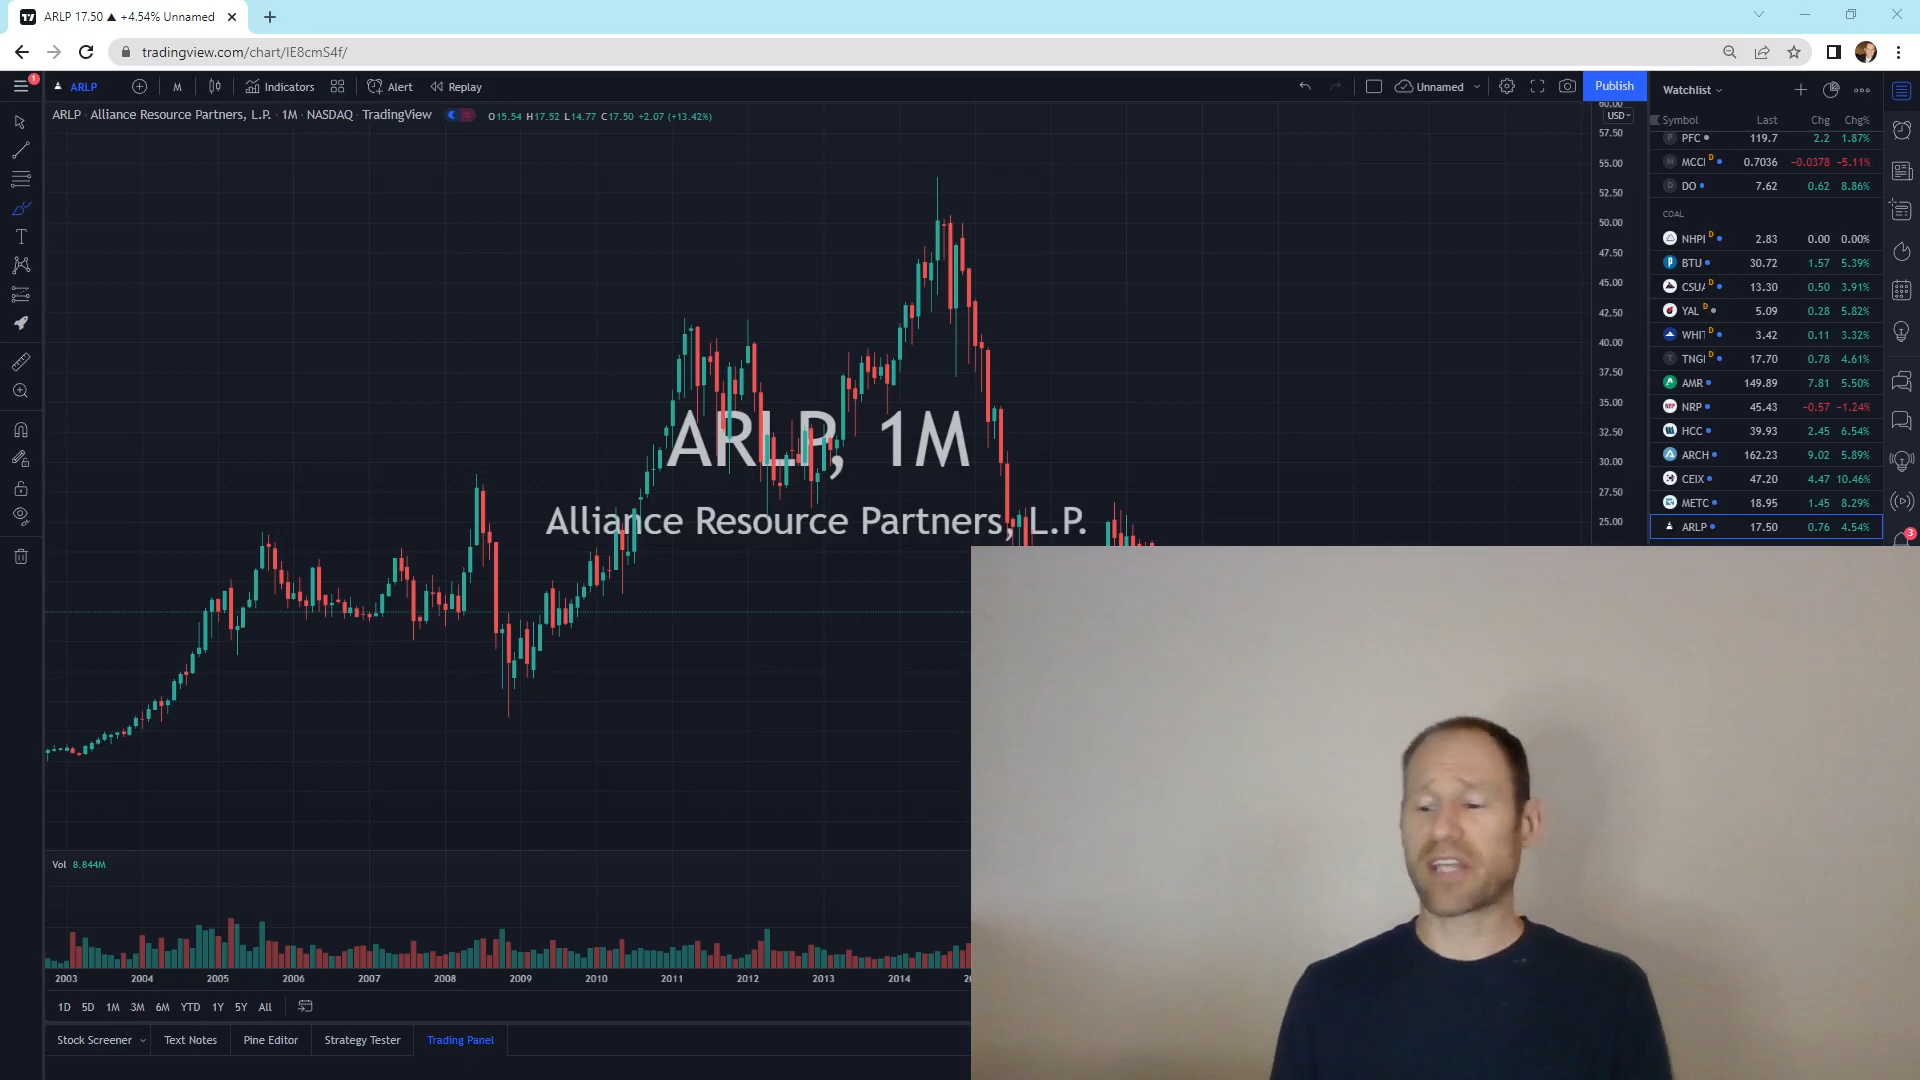 ARLP 17.50 ▲ +4.54% Unnamed
tradingview.com/chart/IE8cmS4f/
1
ARLP
M
Indicators
Alert
Replay
Unnamed
Publish
ARLP · Alliance Resource Partners, L.P. · 1M · NASDAQ · TradingView
O15.54 H17.52 L14.77 C17.50 +2.07 (+13.42%)
ARLP, 1M
Alliance Resource Partners, L.P.
60.00
USD
57.50
55.00
52.50
50.00
47.50
45.00
42.50
40.00
37.50
35.00
32.50
30.00
27.50
25.00
Watchlist
Symbol Last Chg Chg%
PFC 119.7 2.2 1.87%
MCCI D 0.7036 −0.0378 −5.11%
DO 7.62 0.62 8.86%
COAL
NHPI D 2.83 0.00 0.00%
BTU 30.72 1.57 5.39%
CSUA D 13.30 0.50 3.91%
YAL D 5.09 0.28 5.82%
WHIT D 3.42 0.11 3.32%
TNGI D 17.70 0.78 4.61%
AMR 149.89 7.81 5.50%
NRP 45.43 −0.57 −1.24%
HCC 39.93 2.45 6.54%
ARCH 162.23 9.02 5.89%
CEIX 47.20 4.47 10.46%
METC 18.95 1.45 8.29%
ARLP 17.50 0.76 4.54%
3
Vol 8.844M
2003 2004 2005 2006 2007 2008 2009 2010 2011 2012 2013 2014
1D 5D 1M 3M 6M YTD 1Y 5Y All
Stock Screener
Text Notes
Pine Editor
Strategy Tester
Trading Panel